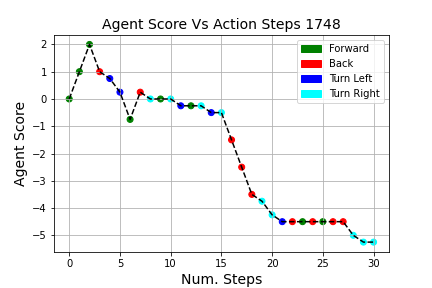 Agent Score Vs Action Steps 1748
Forward
Back
Turn Left
Turn Right
2
1
0
−1
−2
−3
−4
−5
Agent Score
0 5 10 15 20 25 30
Num. Steps